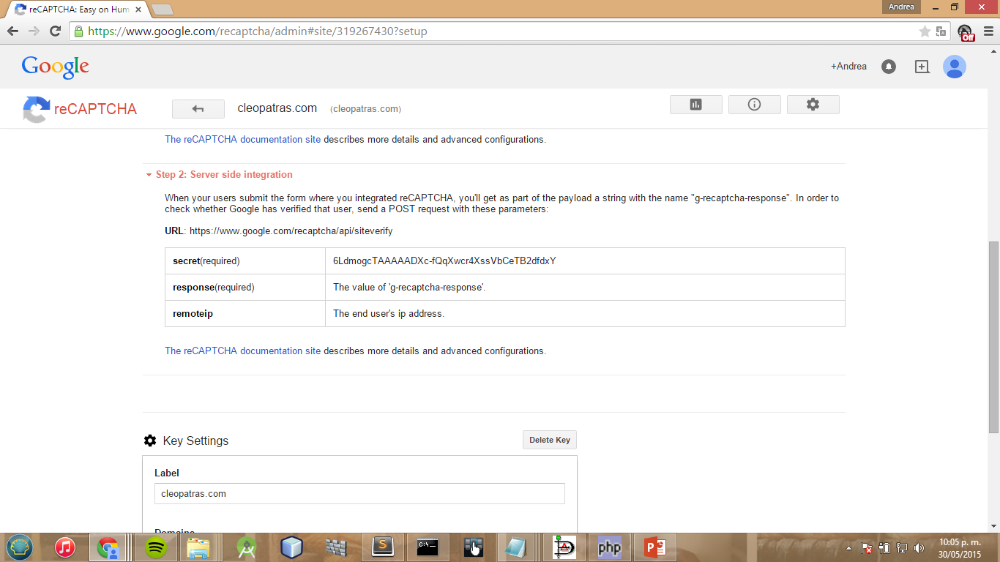 reCAPTCHA: Easy on Hum
Andrea
https://www.google.com/recaptcha/admin#site/319267430?setup
Off
Google
+Andrea
reCAPTCHA
cleopatras.com (cleopatras.com)
The reCAPTCHA documentation site describes more details and advanced configurations.
Step 2: Server side integration
When your users submit the form where you integrated reCAPTCHA, you'll get as part of the payload a string with the name "g-recaptcha-response". In order to
check whether Google has verified that user, send a POST request with these parameters:
URL: https://www.google.com/recaptcha/api/siteverify
secret(required) 6LdmogcTAAAAADXc-fQqXwcr4XssVbCeTB2dfdxY
response(required) The value of 'g-recaptcha-response'.
remoteip The end user's ip address.
The reCAPTCHA documentation site describes more details and advanced configurations.
Key Settings
Delete Key
Label
cleopatras.com
Domains
C:\_
php
10:05 p. m.
30/05/2015